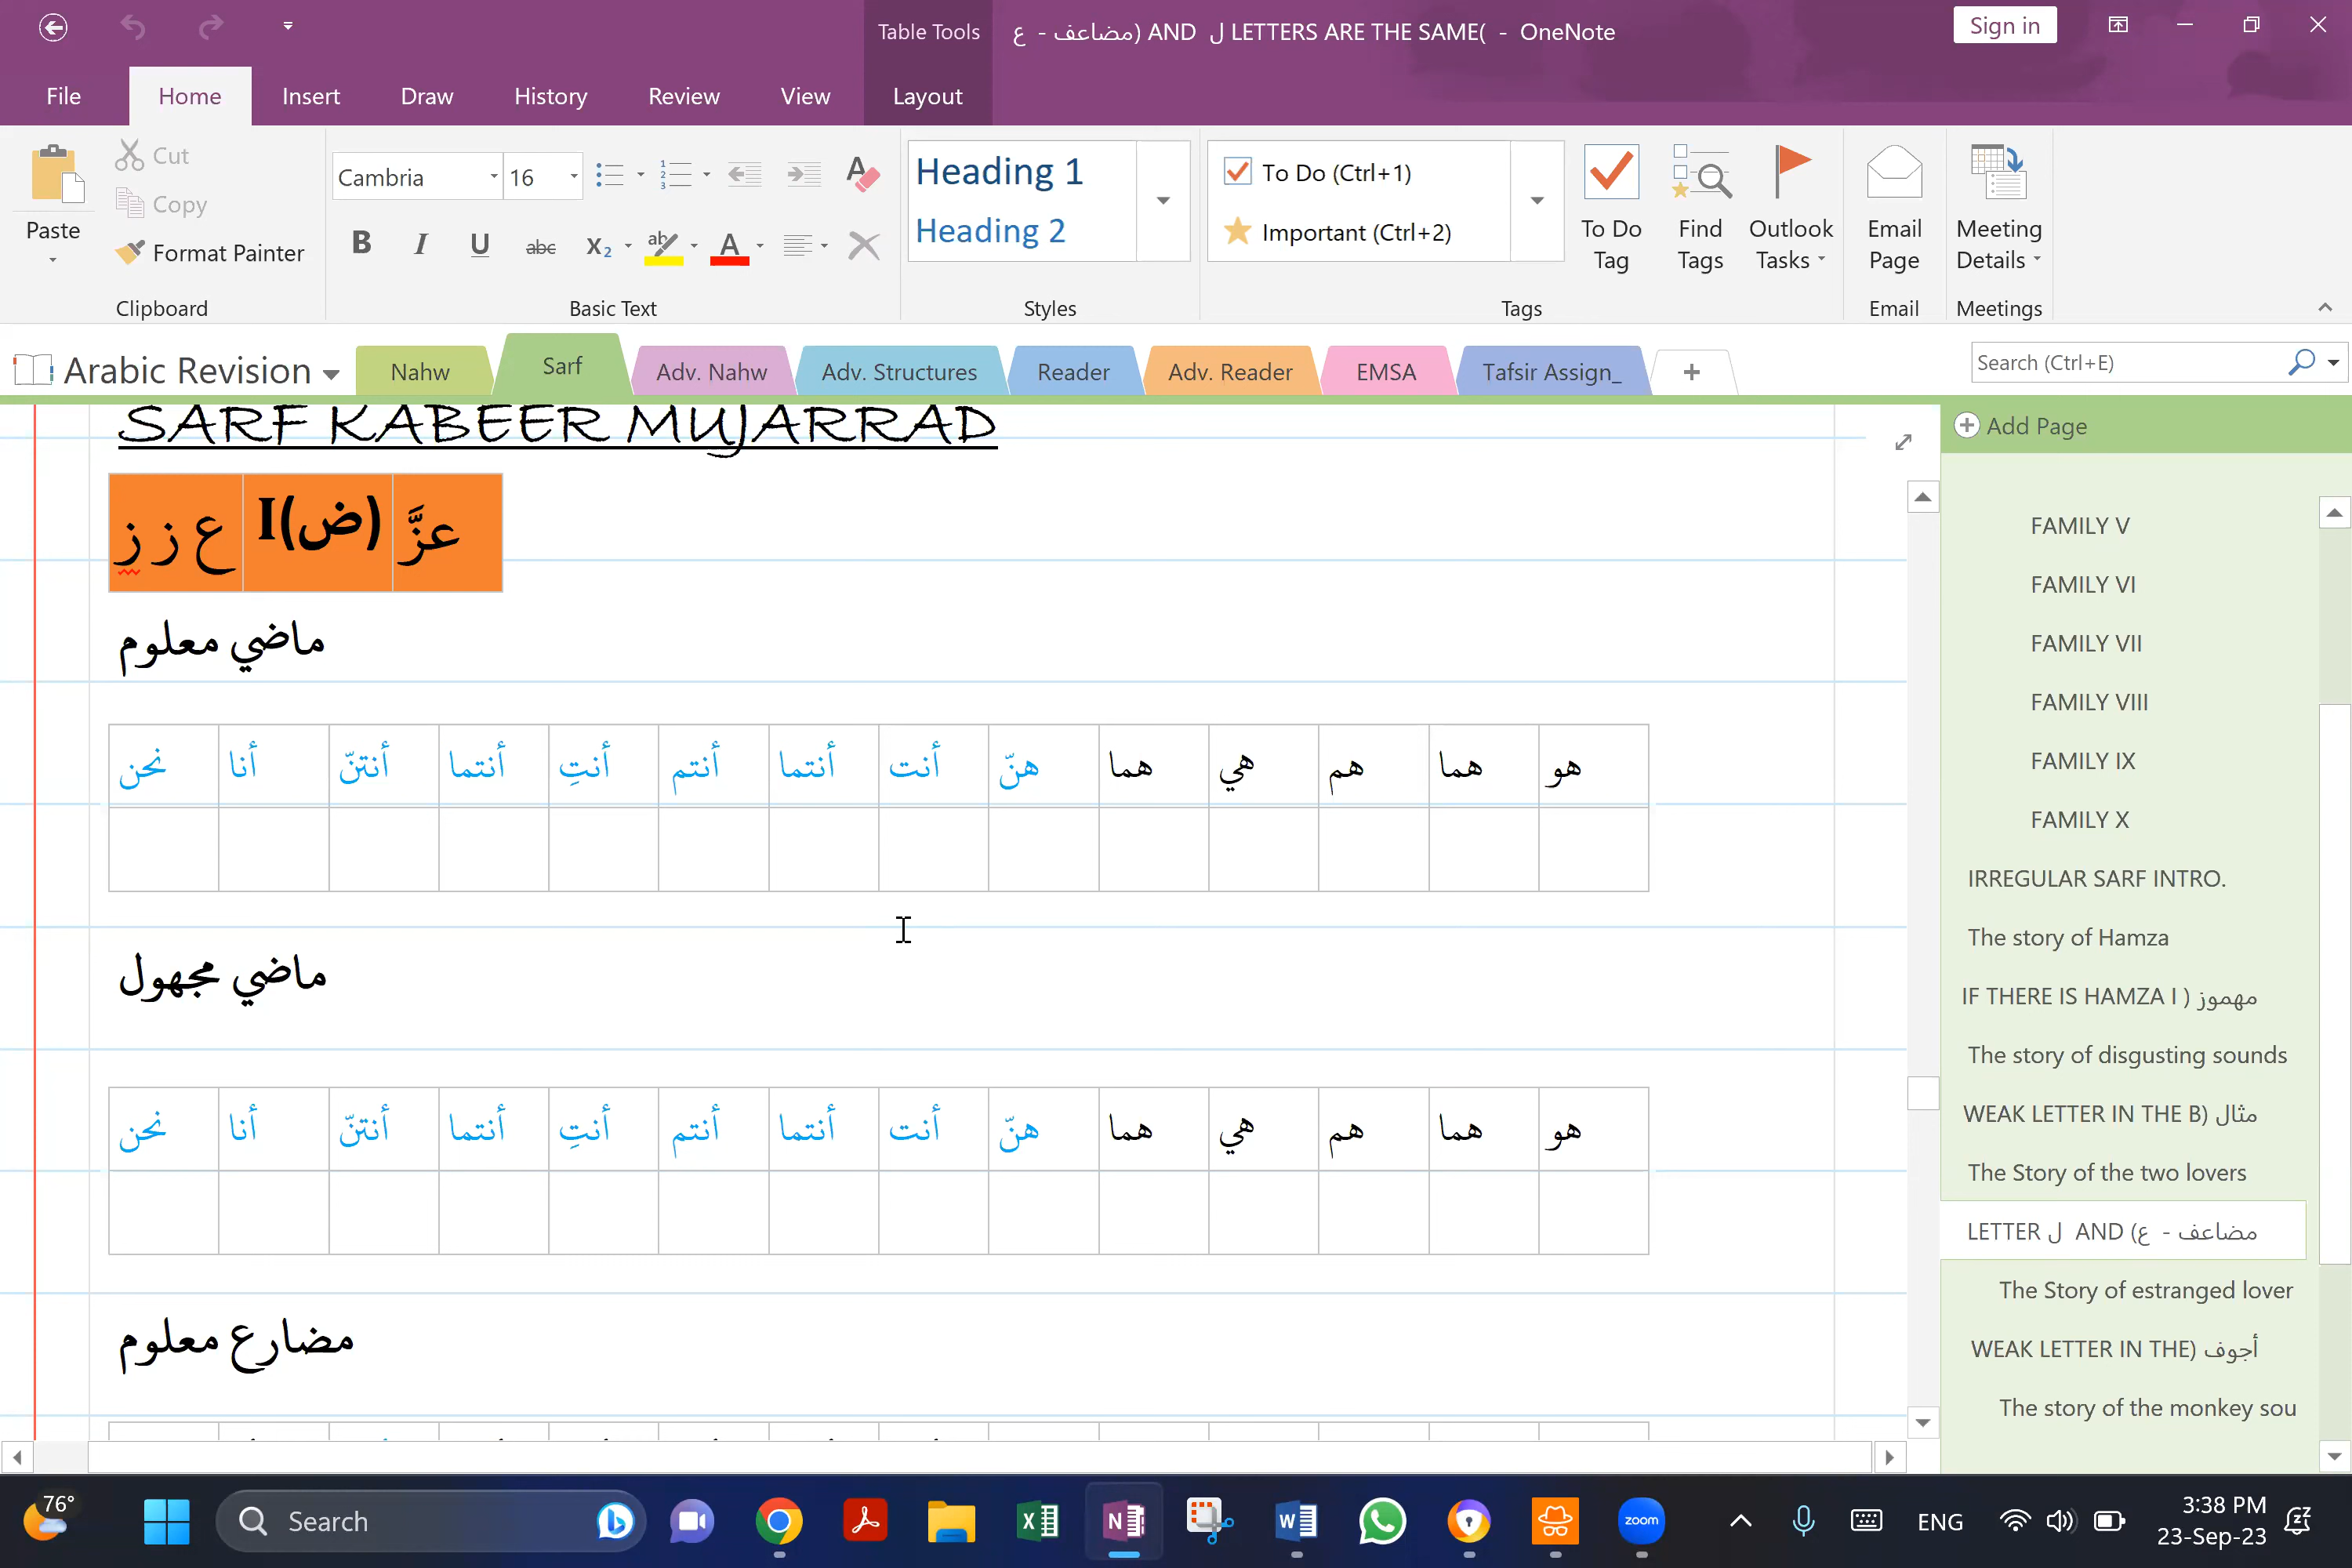 Table Tools
ع - مضاعف) AND ل LETTERS ARE THE SAME( - OneNote
Sign in
File Home Insert Draw History Review View Layout
Paste
Cut
Copy
Format Painter
Clipboard
Cambria 16
B I U abc X₂ ab A
Basic Text
Heading 1
Heading 2
Styles
To Do (Ctrl+1)
Important (Ctrl+2)
To Do Tag
Find Tags
Outlook Tasks
Tags
Email Page
Email
Meeting Details
Meetings
Arabic Revision
Nahw Sarf Adv. Nahw Adv. Structures Reader Adv. Reader EMSA Tafsir Assign_ +
Search (Ctrl+E)
SARF KABEER MUJARRAD
عزَّ I(ض) ع ز ز
ماضي معلوم
هو هما هم هي هما هنّ أنت أنتما أنتم أنتِ أنتما أنتنّ أنا نحن
ماضي مجهول
هو هما هم هي هما هنّ أنت أنتما أنتم أنتِ أنتما أنتنّ أنا نحن
مضارع معلوم
Add Page
FAMILY V
FAMILY VI
FAMILY VII
FAMILY VIII
FAMILY IX
FAMILY X
IRREGULAR SARF INTRO.
The story of Hamza
IF THERE IS HAMZA I ) مهموز
The story of disgusting sounds
WEAK LETTER IN THE B) مثال
The Story of the two lovers
LETTER ل AND (ع - مضاعف
The Story of estranged lover
WEAK LETTER IN THE) أجوف
The story of the monkey sou
76°
Search
zoom
ENG
3:38 PM
23-Sep-23